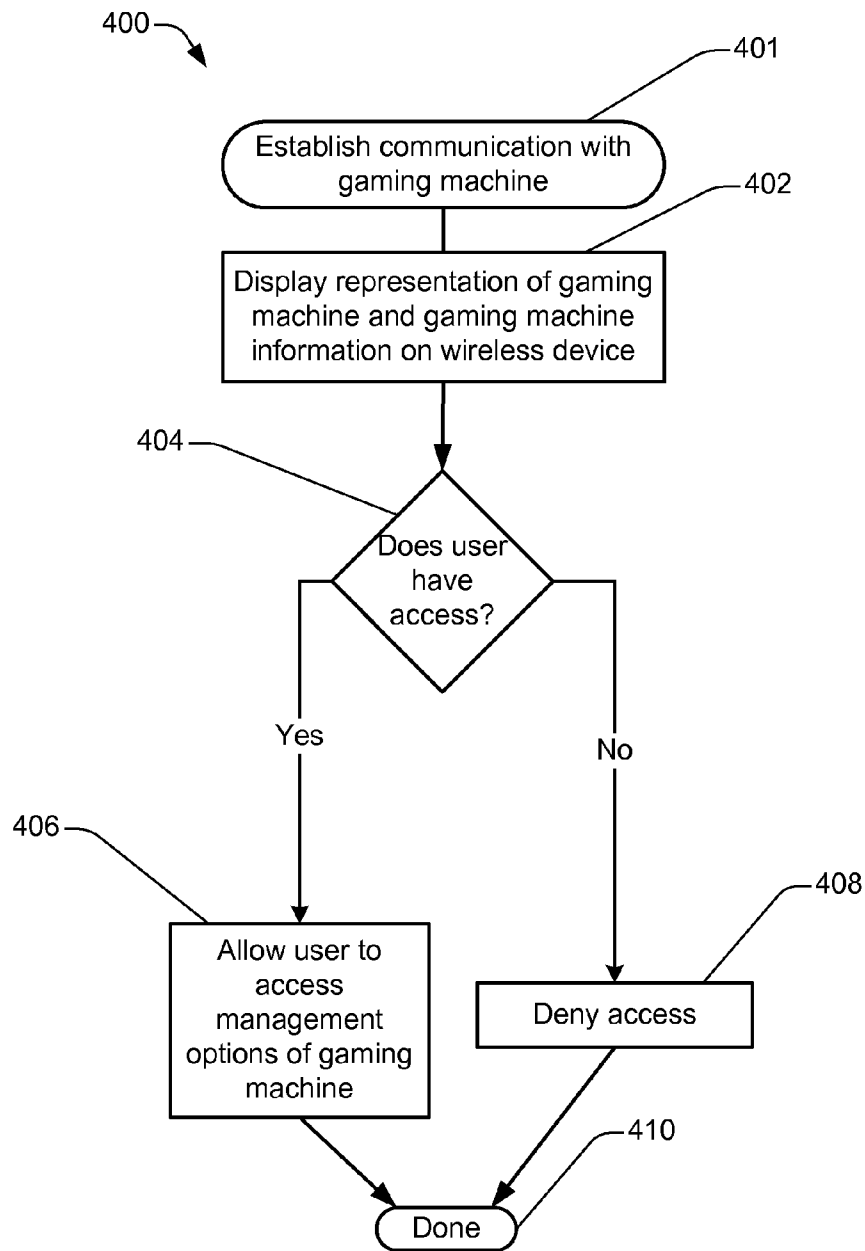 400
401
Establish communication with
gaming machine
402
Display representation of gaming
machine and gaming machine
information on wireless device
404
Does user
have
access?
Yes
No
406
408
Allow user to
access
management
options of gaming
machine
Deny access
410
Done